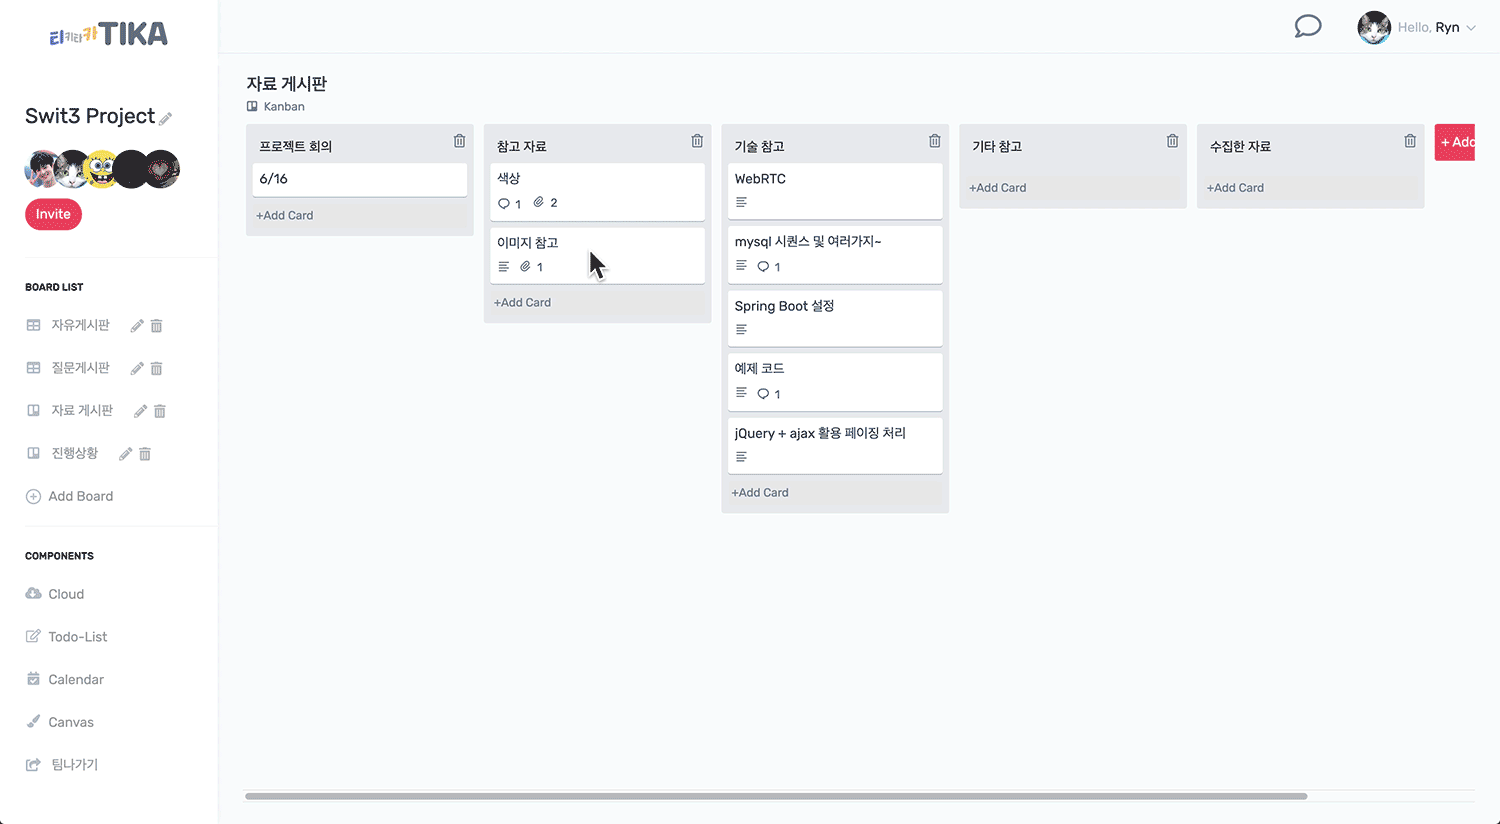 티키타카TIKA
Hello, Ryn
Swit3 Project
Invite
BOARD LIST
자유게시판
질문게시판
자료 게시판
진행상황
Add Board
COMPONENTS
Cloud
Todo-List
Calendar
Canvas
팀나가기
자료 게시판
Kanban
프로젝트 회의
6/16
+Add Card
참고 자료
색상
1 2
이미지 참고
1
+Add Card
기술 참고
WebRTC
mysql 시퀀스 및 여러가지~
1
Spring Boot 설정
예제 코드
1
jQuery + ajax 활용 페이징 처리
+Add Card
기타 참고
+Add Card
수집한 자료
+Add Card
+ Add